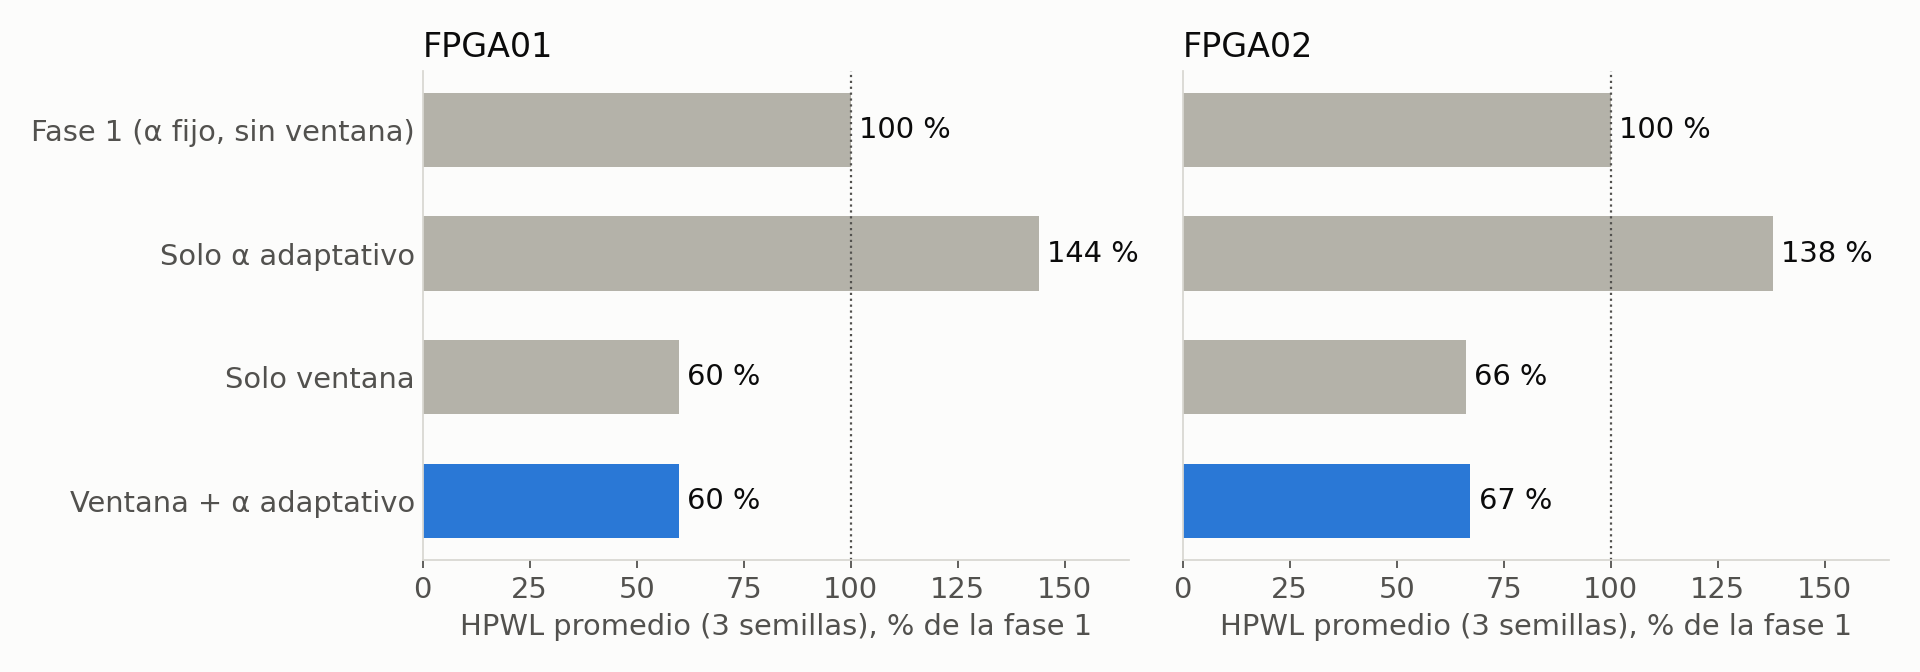 FPGA01
Fase 1 (α fijo, sin ventana)
100 %
Solo α adaptativo
144 %
Solo ventana
60 %
Ventana + α adaptativo
60 %
0 25 50 75 100 125 150
HPWL promedio (3 semillas), % de la fase 1
FPGA02
100 %
138 %
66 %
67 %
0 25 50 75 100 125 150
HPWL promedio (3 semillas), % de la fase 1